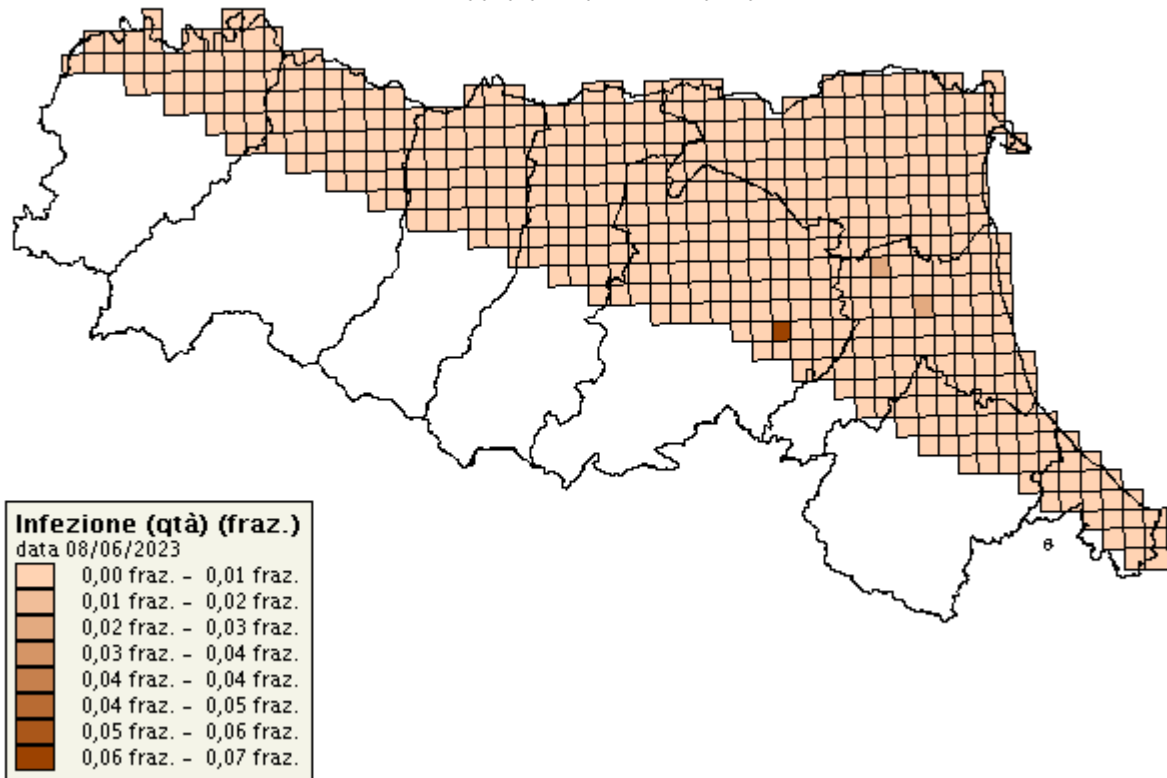 Infezione (qtà) (fraz.)
data 08/06/2023
0,00 fraz. - 0,01 fraz.
0,01 fraz. - 0,02 fraz.
0,02 fraz. - 0,03 fraz.
0,03 fraz. - 0,04 fraz.
0,04 fraz. - 0,04 fraz.
0,04 fraz. - 0,05 fraz.
0,05 fraz. - 0,06 fraz.
0,06 fraz. - 0,07 fraz.